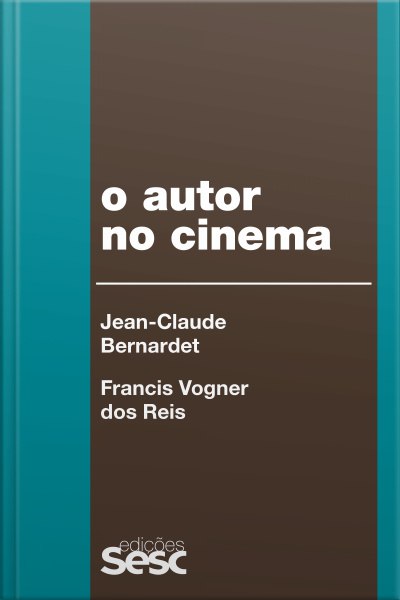 o autor
no cinema
Jean-Claude
Bernardet
Francis Vogner
dos Reis
edições
Sesc